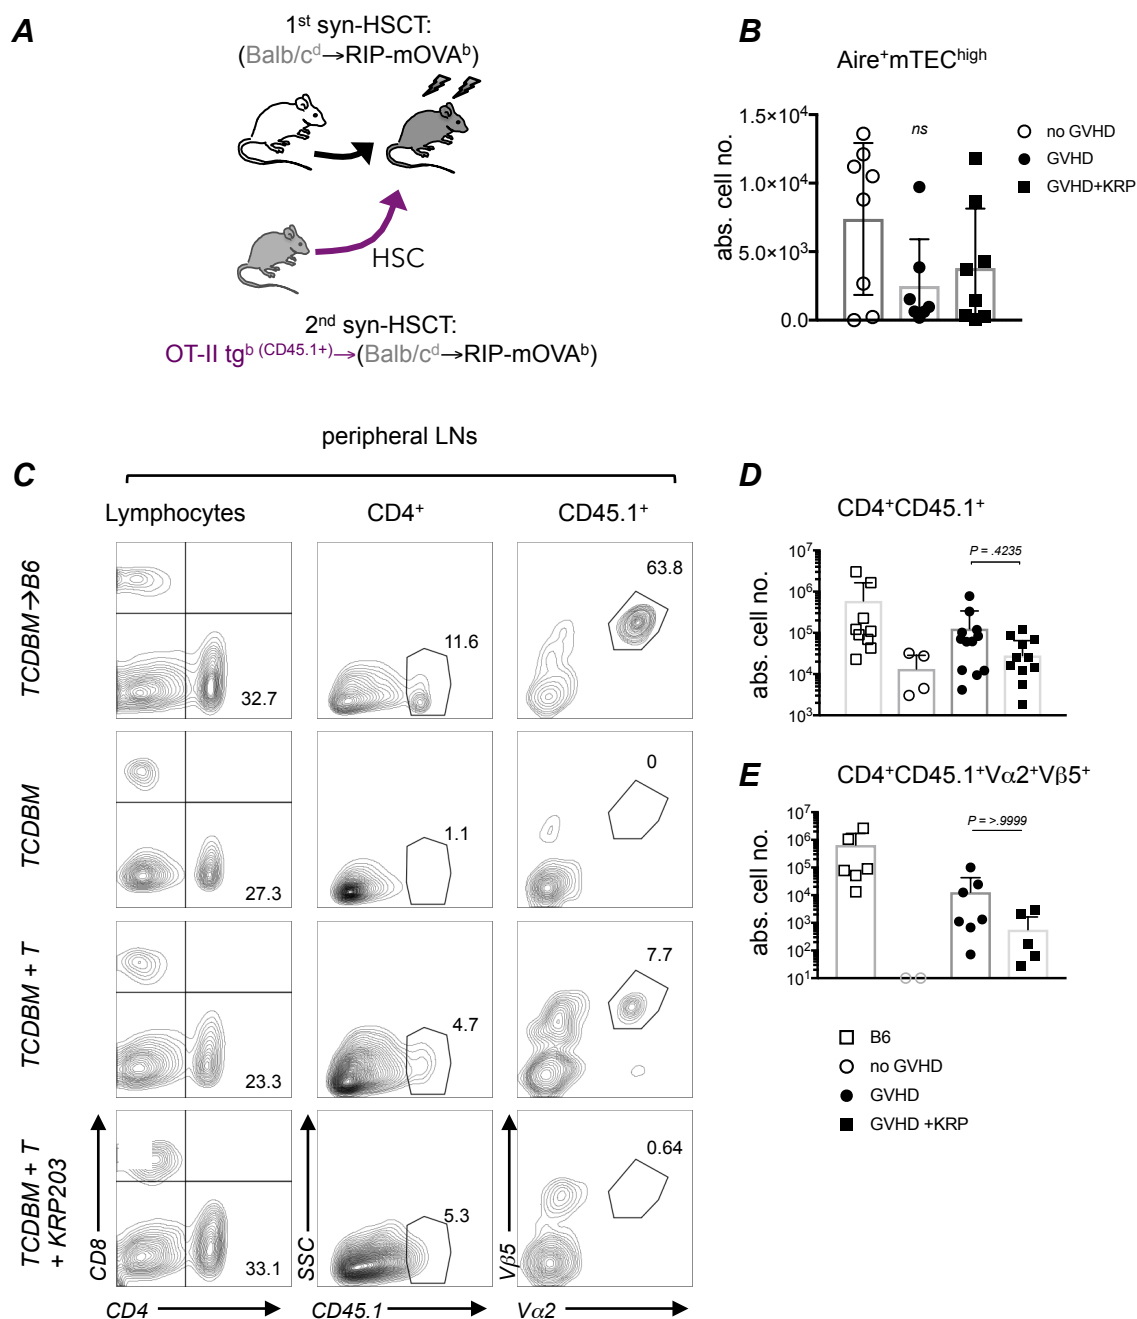 A
1st syn-HSCT:
(Balb/cd→RIP-mOVAb)
HSC
2nd syn-HSCT:
OT-II tgb (CD45.1+)→(Balb/cd→RIP-mOVAb)
B
Aire+mTEChigh
abs. cell no.
1.5×104
1.0×104
5.0×103
0.0
ns
no GVHD
GVHD
GVHD+KRP
peripheral LNs
C
Lymphocytes
CD4+
CD45.1+
TCDBM→B6
32.7
11.6
63.8
TCDBM
27.3
1.1
0
TCDBM + T
23.3
4.7
7.7
TCDBM + T
+ KRP203
33.1
5.3
0.64
CD8
SSC
Vβ5
CD4
CD45.1
Vα2
D
CD4+CD45.1+
abs. cell no.
107
106
105
104
103
P = .4235
E
CD4+CD45.1+Vα2+Vβ5+
abs. cell no.
107
106
105
104
103
102
101
P = >.9999
B6
no GVHD
GVHD
GVHD +KRP